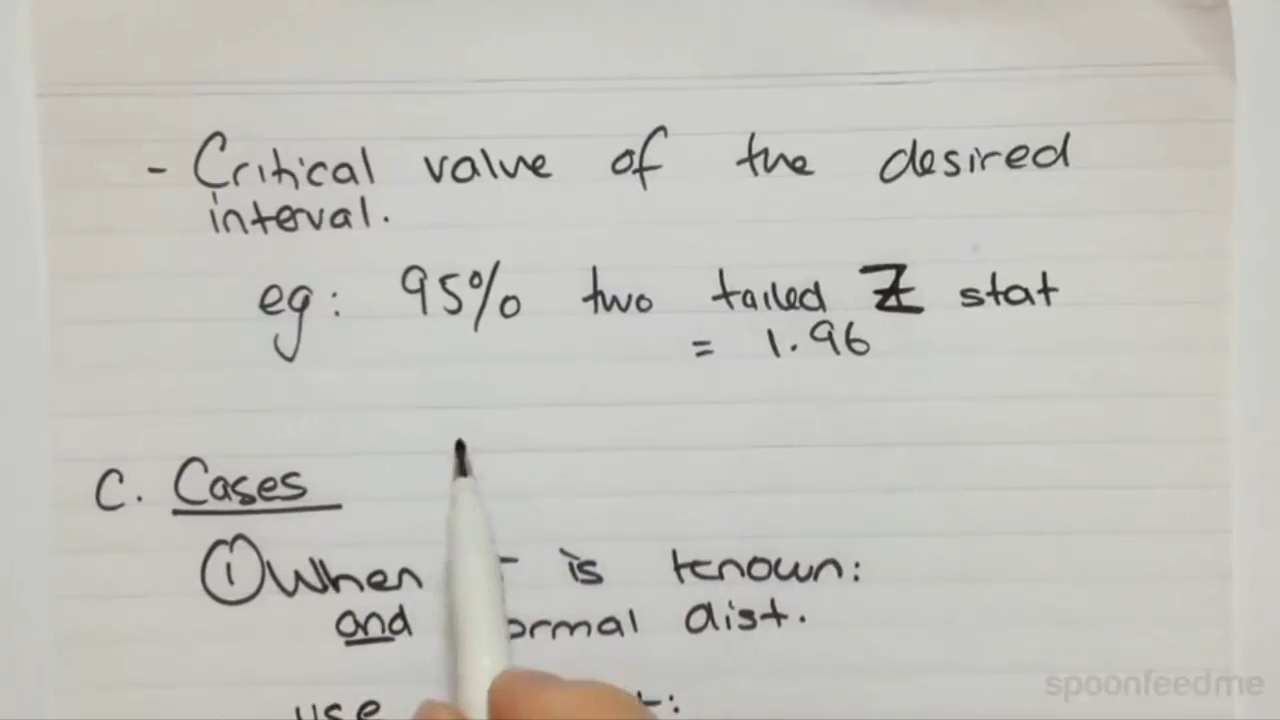 - Critical value of the desired
interval.
eg: 95% two tailed Z stat
= 1.96
C. Cases
① When is known:
and dist.
use
spoonfeedme